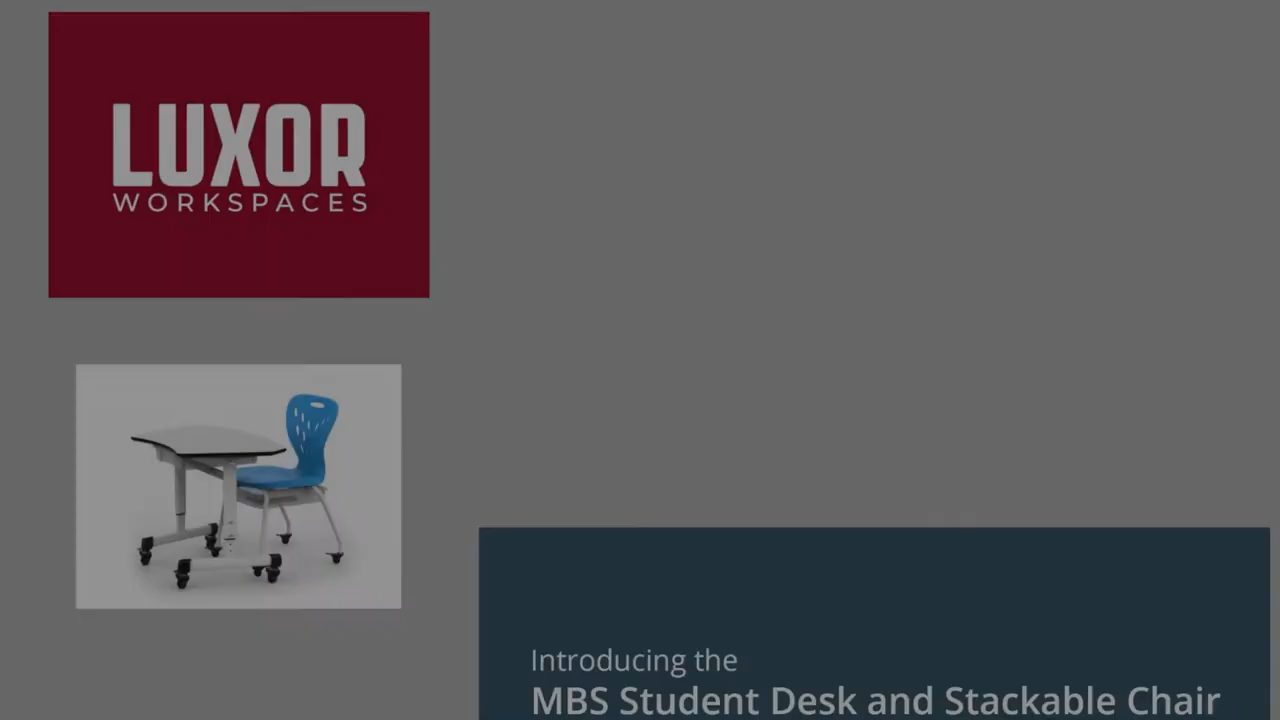 LUXOR
WORKSPACES
Introducing the
MBS Student Desk and Stackable Chair